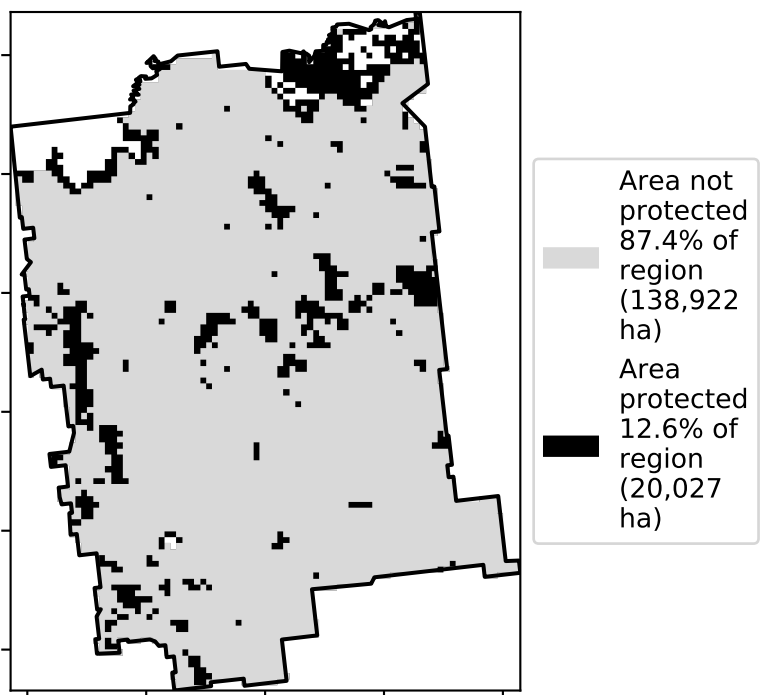 Area not
protected
87.4% of
region
(138,922
ha)
Area
protected
12.6% of
region
(20,027
ha)